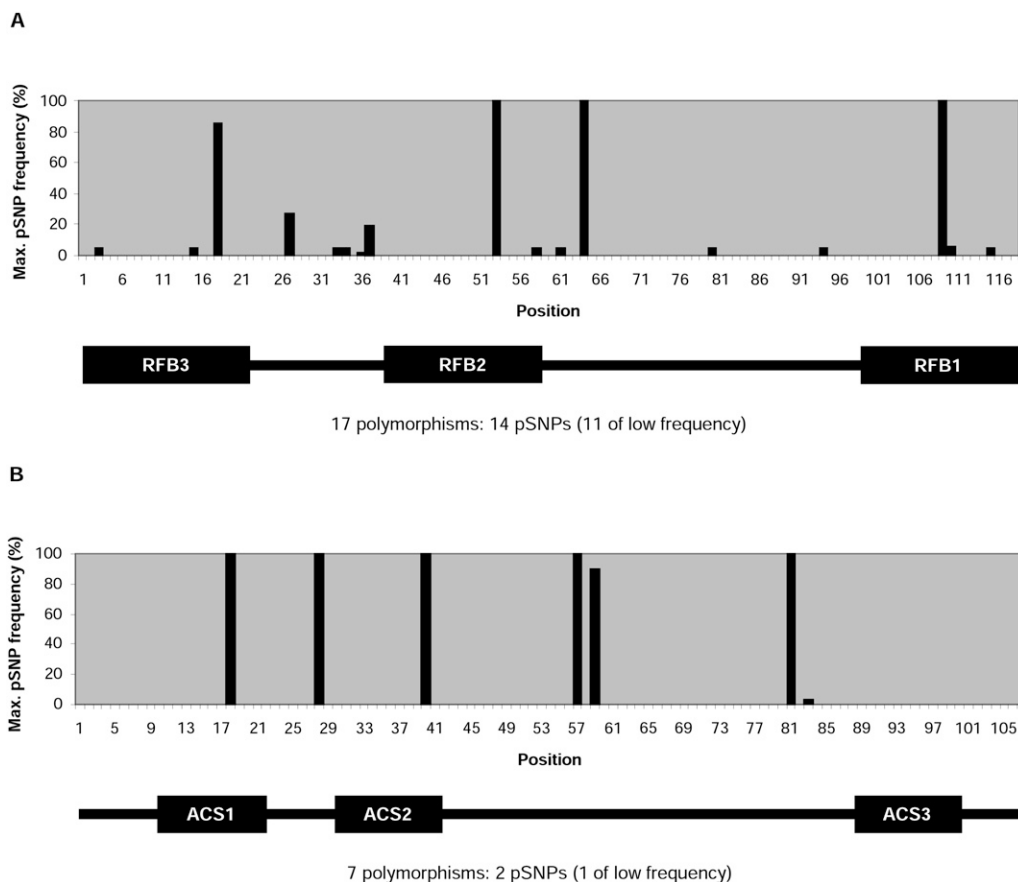 A
Max. pSNP frequency (%)
100
80
60
40
20
0
1 6 11 16 21 26 31 36 41 46 51 56 61 66 71 76 81 86 91 96 101 106 111 116
Position
RFB3 RFB2 RFB1
17 polymorphisms: 14 pSNPs (11 of low frequency)
B
Max. pSNP frequency (%)
100
80
60
40
20
0
1 5 9 13 17 21 25 29 33 37 41 45 49 53 57 61 65 69 73 77 81 85 89 93 97 101 105
Position
ACS1 ACS2 ACS3
7 polymorphisms: 2 pSNPs (1 of low frequency)